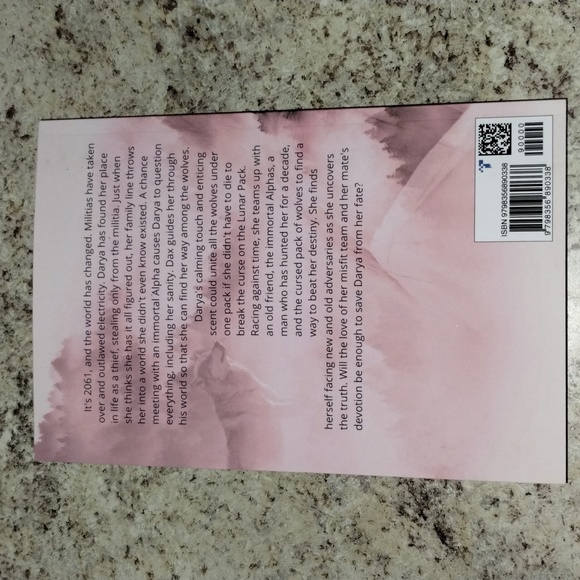 It's 2061, and the world has changed. Militias have taken
over and outlawed electricity. Darya has found her place
in life as a thief, stealing only from the militia. Just when
she thinks she has it all figured out, her family line throws
her into a world she didn't even know existed. A chance
meeting with an immortal Alpha causes Darya to question
everything, including her sanity. Dax guides her through
his world so that she can find her way among the wolves.
Darya's calming touch and enticing
scent could unite all the wolves under
one pack if she didn't have to die to
break the curse on the Lunar Pack.
Racing against time, she teams up with
an old friend, the immortal Alphas, a
man who has hunted her for a decade,
and the cursed pack of wolves to find a
way to beat her destiny. She finds
herself facing new and old adversaries as she uncovers
the truth. Will the love of her misfit team and her mate's
devotion be enough to save Darya from her fate?
ISBN 9798356890338
90000
9798356890338